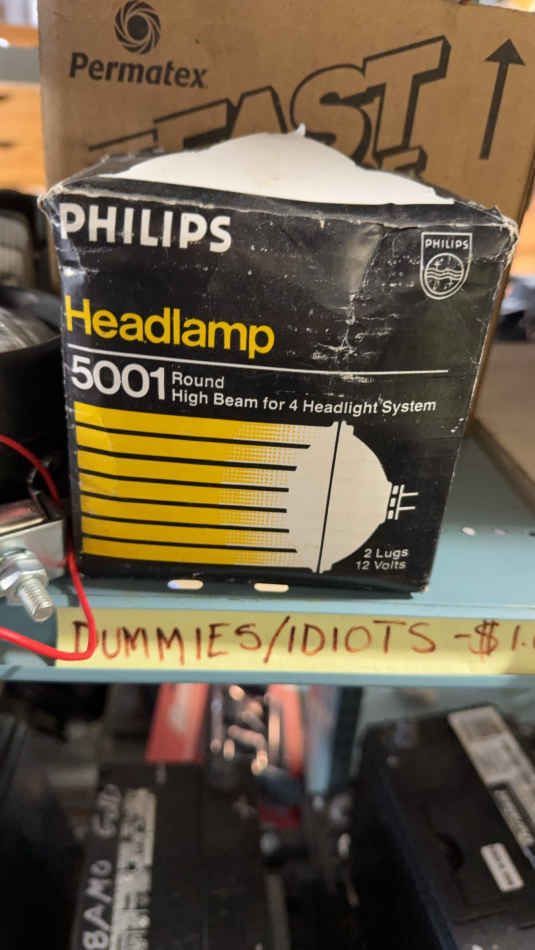 Permatex
FAST
PHILIPS
PHILIPS
Headlamp
5001 Round
High Beam for 4 Headlight System
2 Lugs
12 Volts
DUMMIES/IDIOTS - $1.